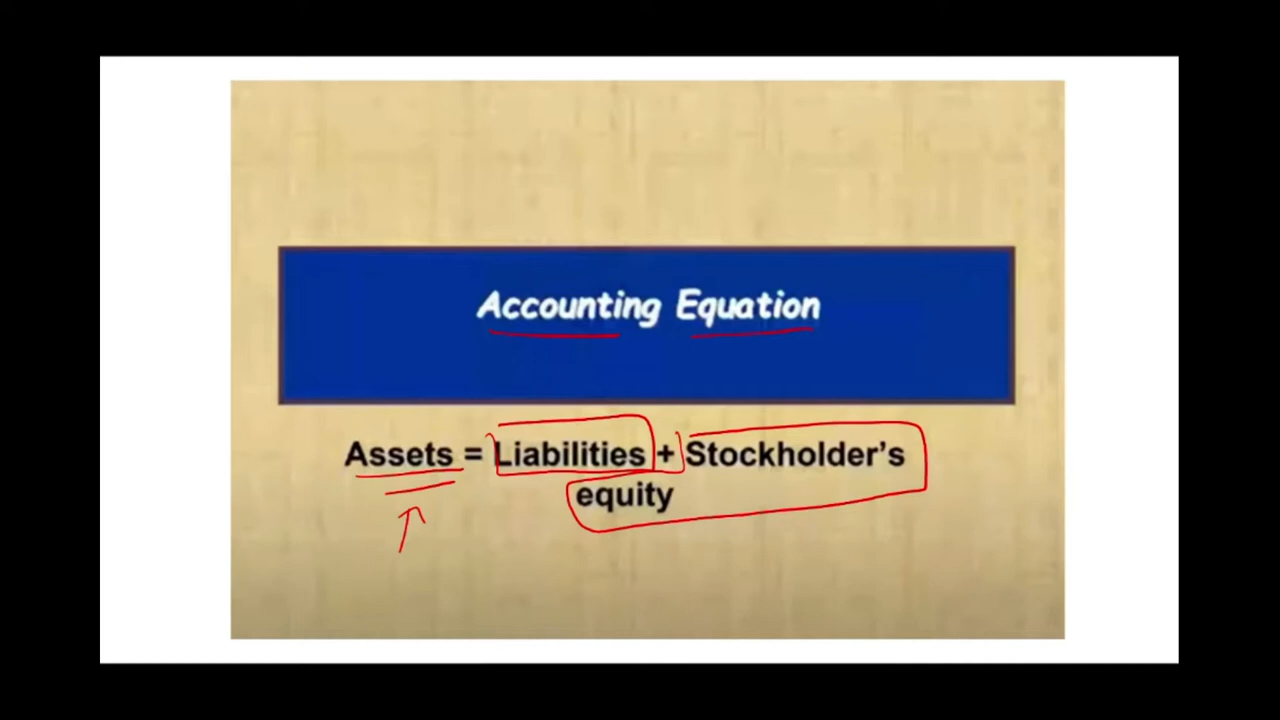 Accounting Equation
Assets = Liabilities + Stockholder's
equity